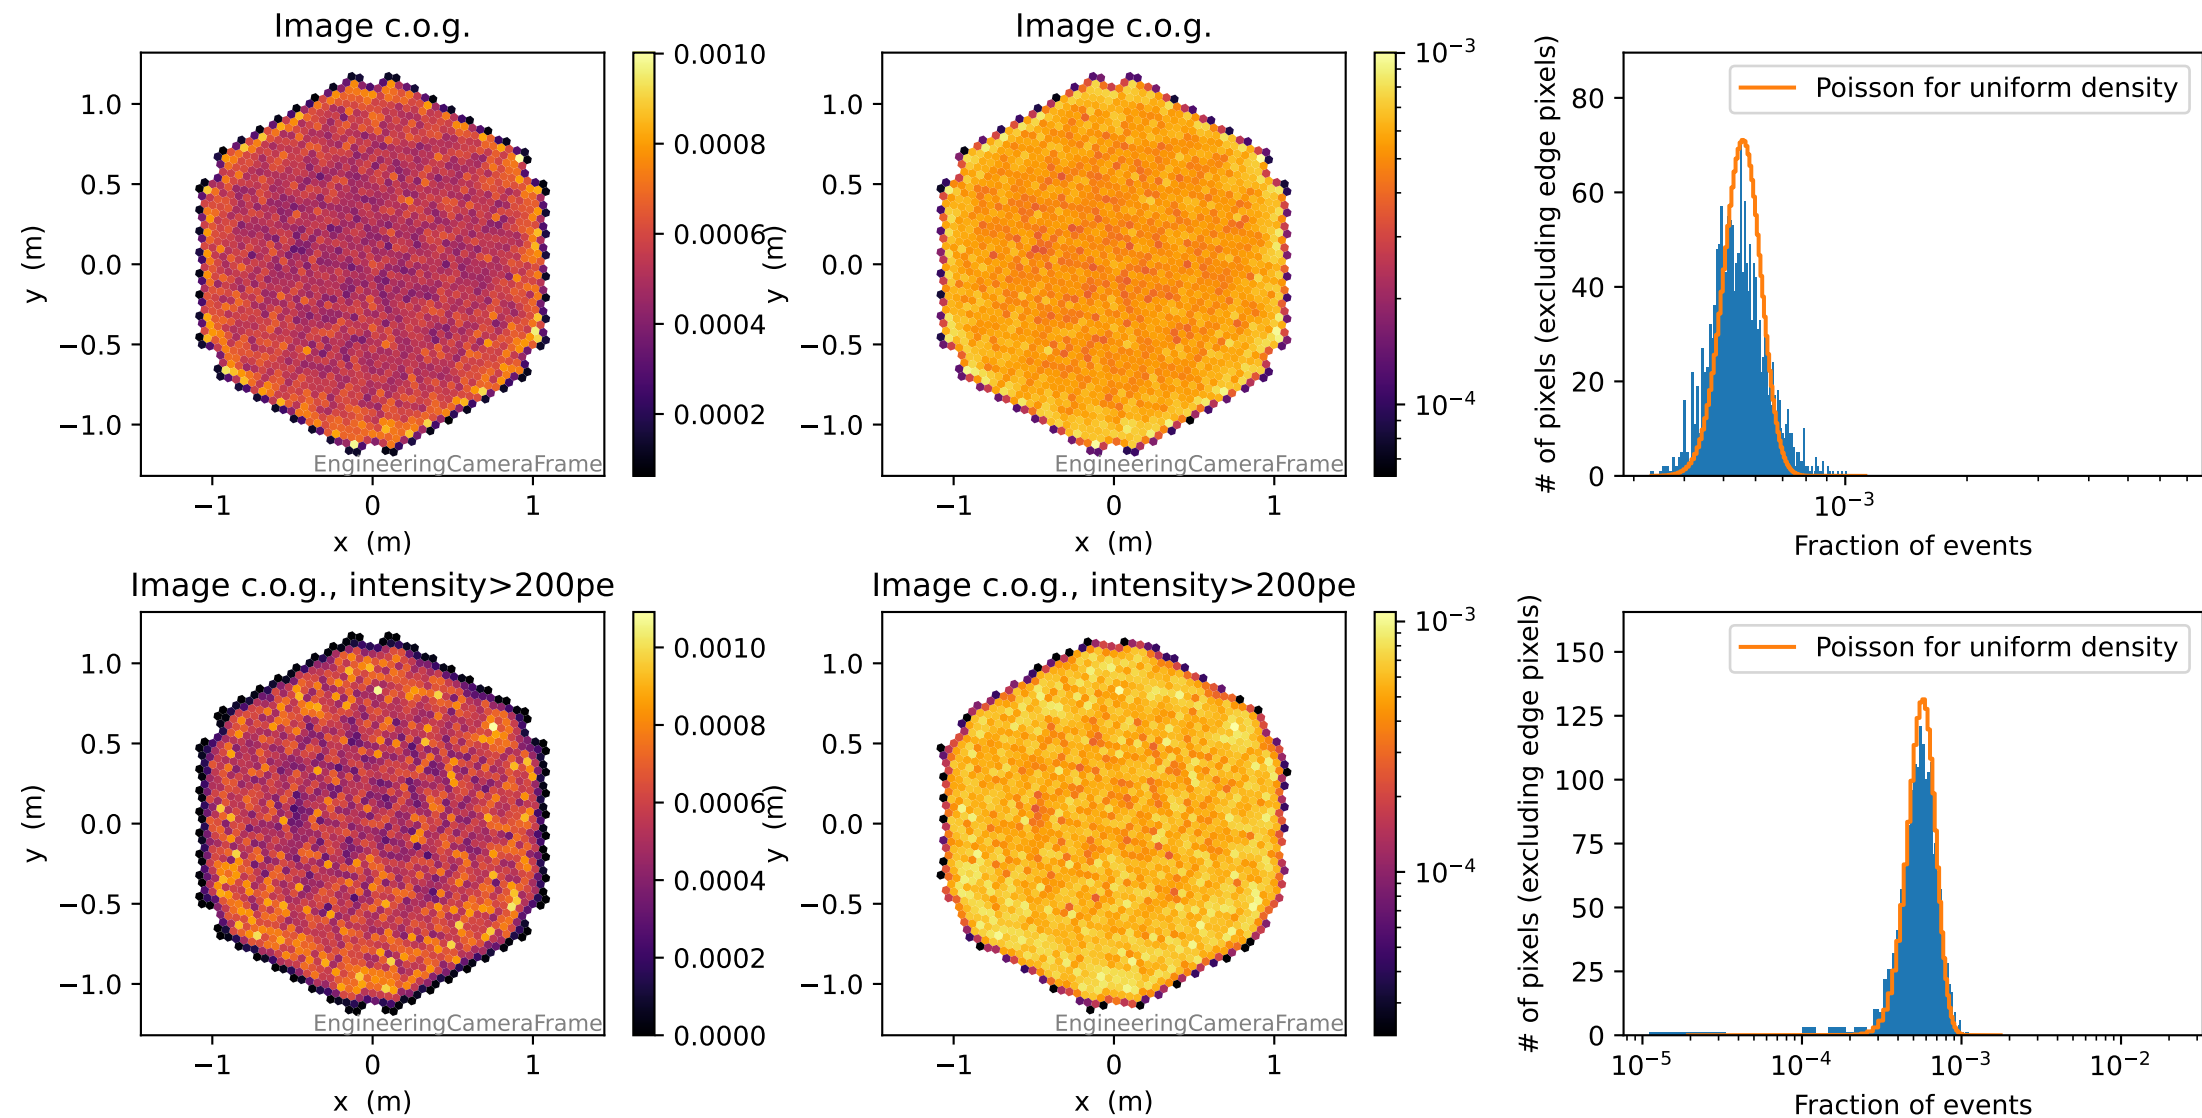 Image c.o.g.
y (m)
1.0
0.5
0.0
−0.5
−1.0
−1
0
1
x (m)
EngineeringCameraFrame
0.0010
0.0008
0.0006
0.0004
0.0002
Image c.o.g.
y (m)
1.0
0.5
0.0
−0.5
−1.0
−1
0
1
x (m)
EngineeringCameraFrame
10−3
10−4
# of pixels (excluding edge pixels)
80
60
40
20
0
Poisson for uniform density
10−3
Fraction of events
Image c.o.g., intensity>200pe
y (m)
1.0
0.5
0.0
−0.5
−1.0
−1
0
1
x (m)
EngineeringCameraFrame
0.0010
0.0008
0.0006
0.0004
0.0002
0.0000
Image c.o.g., intensity>200pe
y (m)
1.0
0.5
0.0
−0.5
−1.0
−1
0
1
x (m)
EngineeringCameraFrame
10−3
10−4
# of pixels (excluding edge pixels)
150
125
100
75
50
25
0
Poisson for uniform density
10−5
10−4
10−3
10−2
Fraction of events